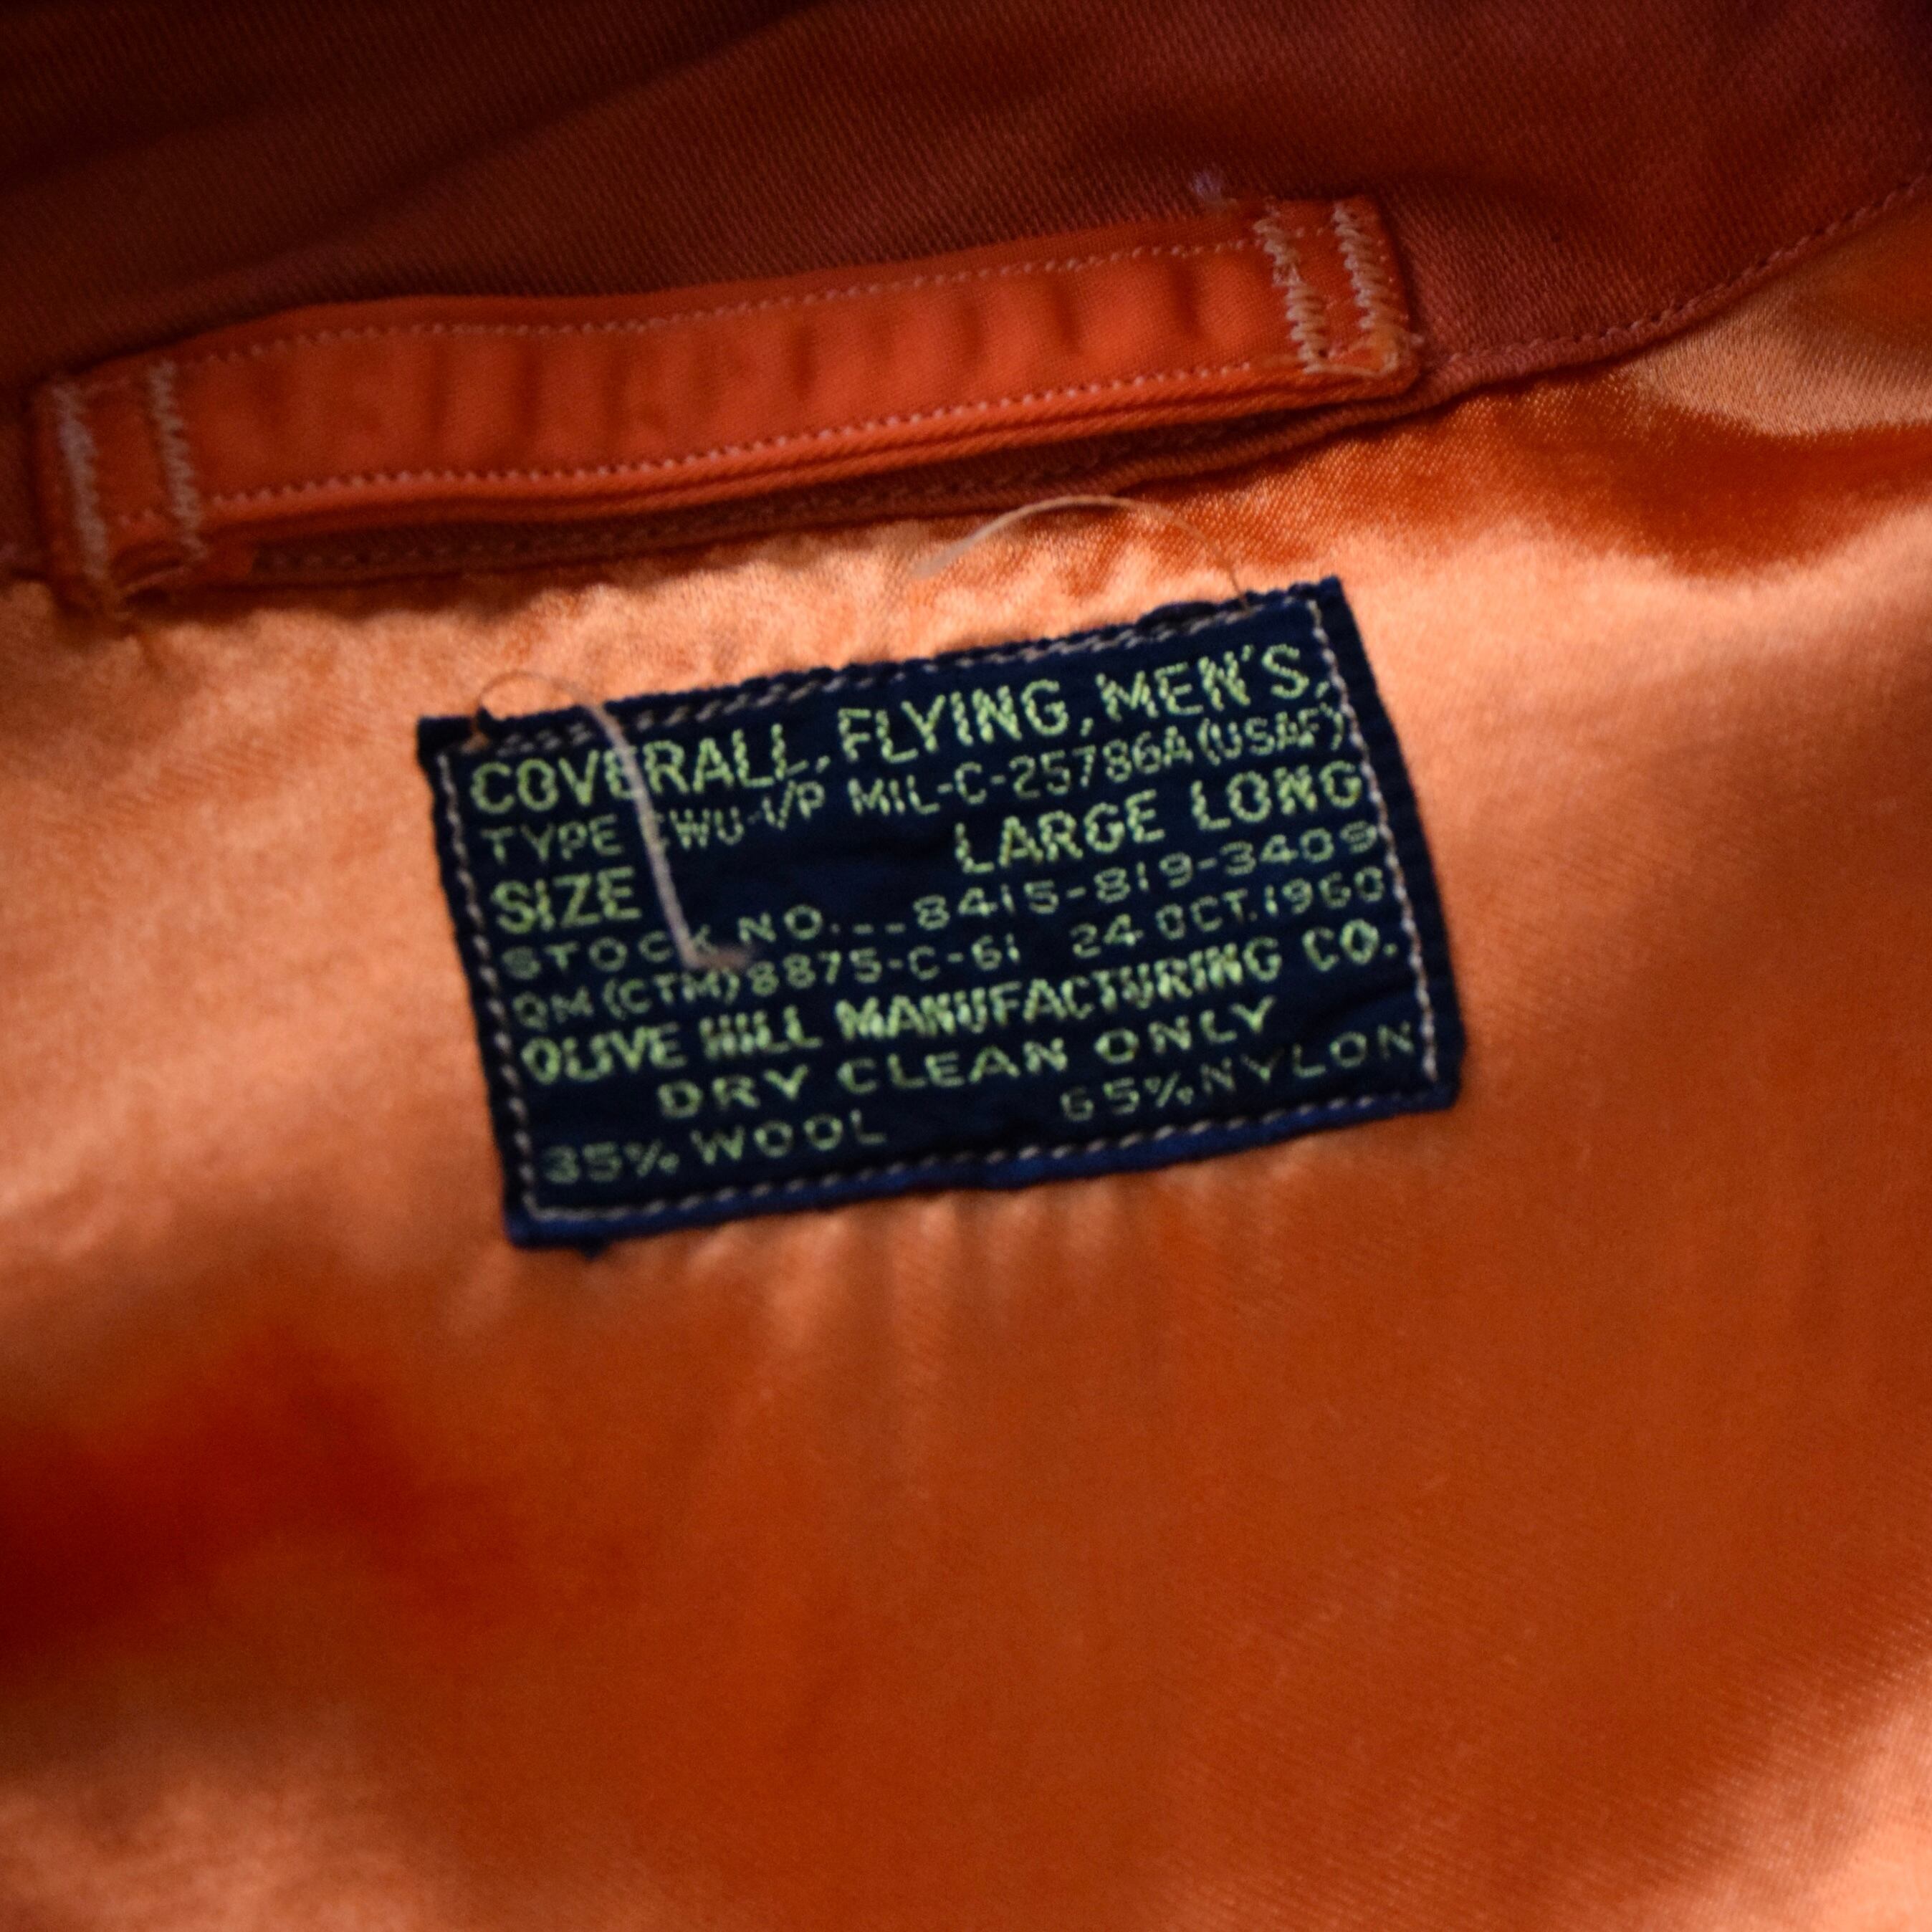 COVERALL, FLYING, MEN'S,
TYPE CWU-1/P MIL-C-25786A (USAF)
SIZE LARGE LONG
STOCK NO. _ _ 8415-819-3409
QM (CTM) 8875-C-61 24 OCT. 1960
OLIVE HILL MANUFACTURING CO.
DRY CLEAN ONLY
35% WOOL 65% NYLON